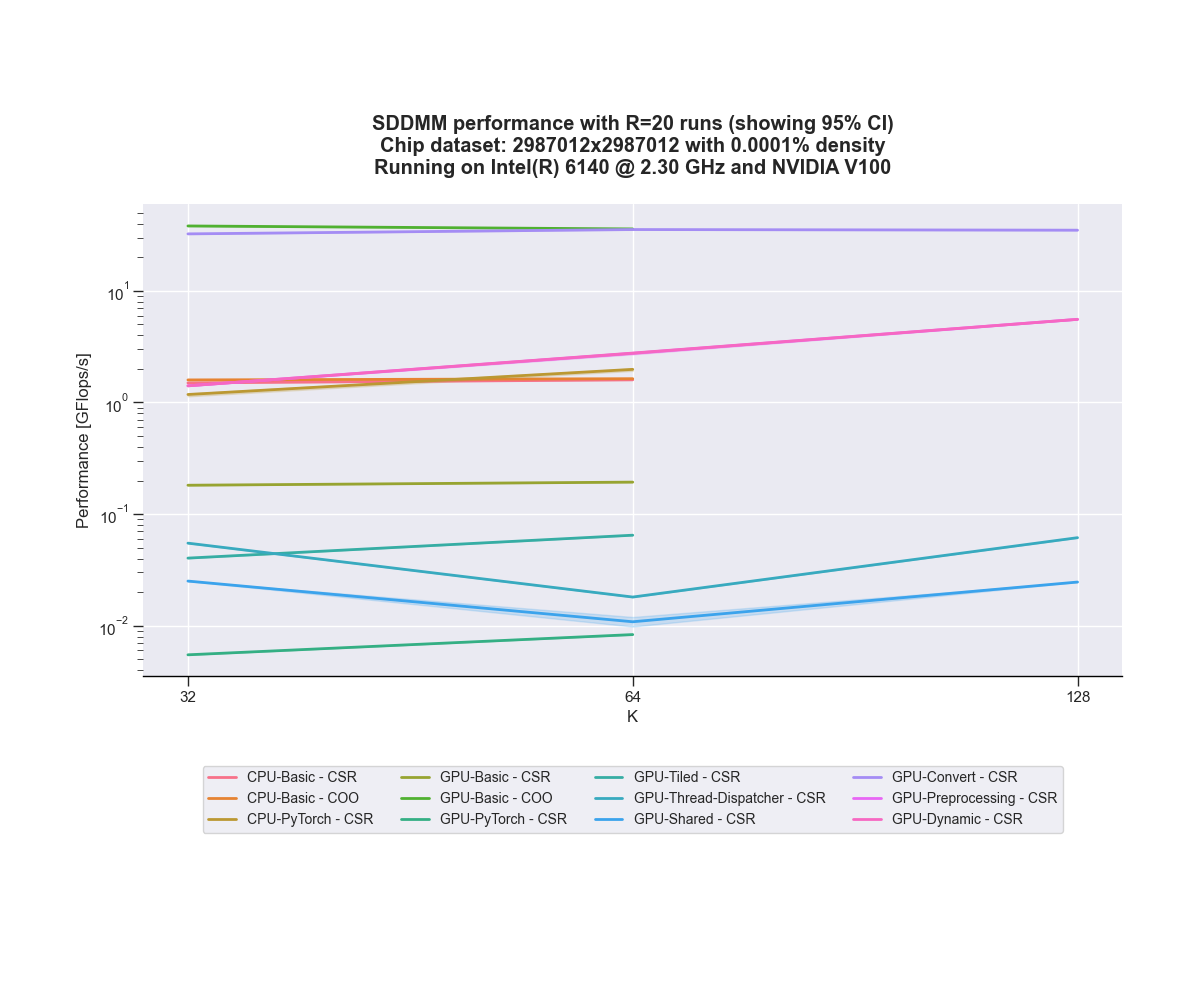 SDDMM performance with R=20 runs (showing 95% CI)
Chip dataset: 2987012x2987012 with 0.0001% density
Running on Intel(R) 6140 @ 2.30 GHz and NVIDIA V100
Performance [GFlops/s]
10^1
10^0
10^−1
10^−2
32 64 128
K
CPU-Basic - CSR GPU-Basic - CSR GPU-Tiled - CSR GPU-Convert - CSR
CPU-Basic - COO GPU-Basic - COO GPU-Thread-Dispatcher - CSR GPU-Preprocessing - CSR
CPU-PyTorch - CSR GPU-PyTorch - CSR GPU-Shared - CSR GPU-Dynamic - CSR